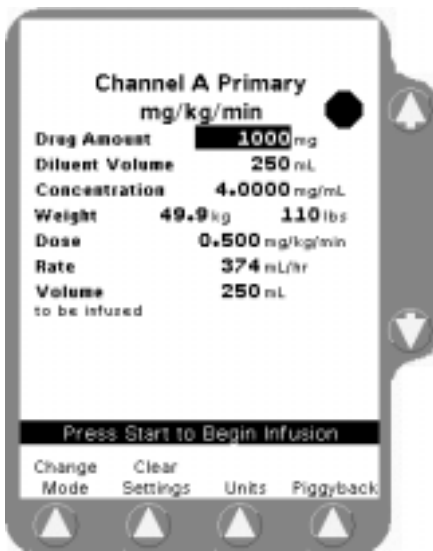 Channel A Primary
mg/kg/min
Drug Amount 1000 mg
Diluent Volume 250 mL
Concentration 4.0000 mg/mL
Weight 49.9 kg 110 lbs
Dose 0.500 mg/kg/min
Rate 374 mL/hr
Volume 250 mL
to be infused
Press Start to Begin Infusion
Change Clear
Mode Settings Units Piggyback